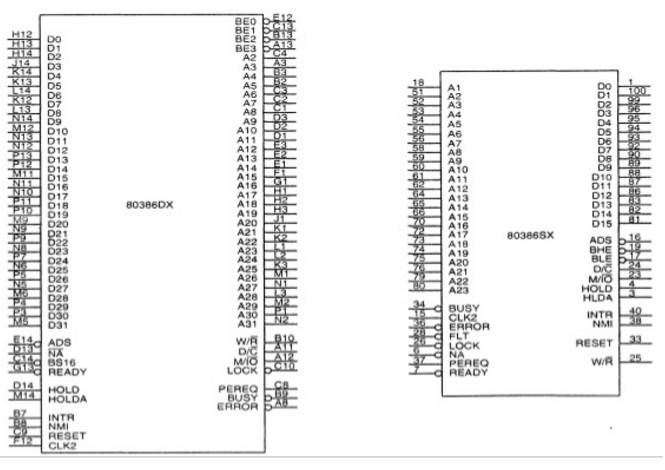 H12 D0
H13 D1
H14 D2
J14 D3
K14 D4
K13 D5
L14 D6
K12 D7
L13 D8
N14 D9
M12 D10
N13 D11
N12 D12
P13 D13
P12 D14
M11 D15
N11 D16
N10 D17
P11 D18
P10 D19
M9 D20
N9 D21
P9 D22
N8 D23
P7 D24
N6 D25
P5 D26
N5 D27
M6 D28
P4 D29
P3 D30
M5 D31
E14 ADS
D13 NA
C14 BS16
G13 READY
D14 HOLD
M14 HOLDA
B7 INTR
B8 NMI
C9 RESET
F12 CLK2
80386DX
BE0 E12
BE1 C13
BE2 B13
BE3 A13
A2 C4
A3 A3
A4 B3
A5 B2
A6 C3
A7 C2
A8 C1
A9 D3
A10 D2
A11 D1
A12 E3
A13 E2
A14 E1
A15 F1
A16 G1
A17 H1
A18 H2
A19 H3
A20 J1
A21 K1
A22 K2
A23 L1
A24 L2
A25 K3
A26 M1
A27 N1
A28 L3
A29 M2
A30 P1
A31 N2
W/R B10
D/C A11
M/IO A12
LOCK C10
PEREQ C8
BUSY B9
ERROR A8
18 A1
51 A2
52 A3
53 A4
54 A5
55 A6
56 A7
58 A8
59 A9
60 A10
61 A11
62 A12
64 A13
65 A14
66 A15
70 A16
72 A17
73 A18
74 A19
75 A20
76 A21
79 A22
80 A23
34 BUSY
15 CLK2
36 ERROR
28 FLT
26 LOCK
6 NA
37 PEREQ
7 READY
80386SX
D0 1
D1 100
D2 99
D3 96
D4 95
D5 94
D6 93
D7 92
D8 90
D9 89
D10 88
D11 87
D12 86
D13 83
D14 82
D15 81
ADS 16
BHE 19
BLE 17
D/C 24
M/IO 23
HOLD 4
HLDA 3
INTR 40
NMI 38
RESET 33
W/R 25